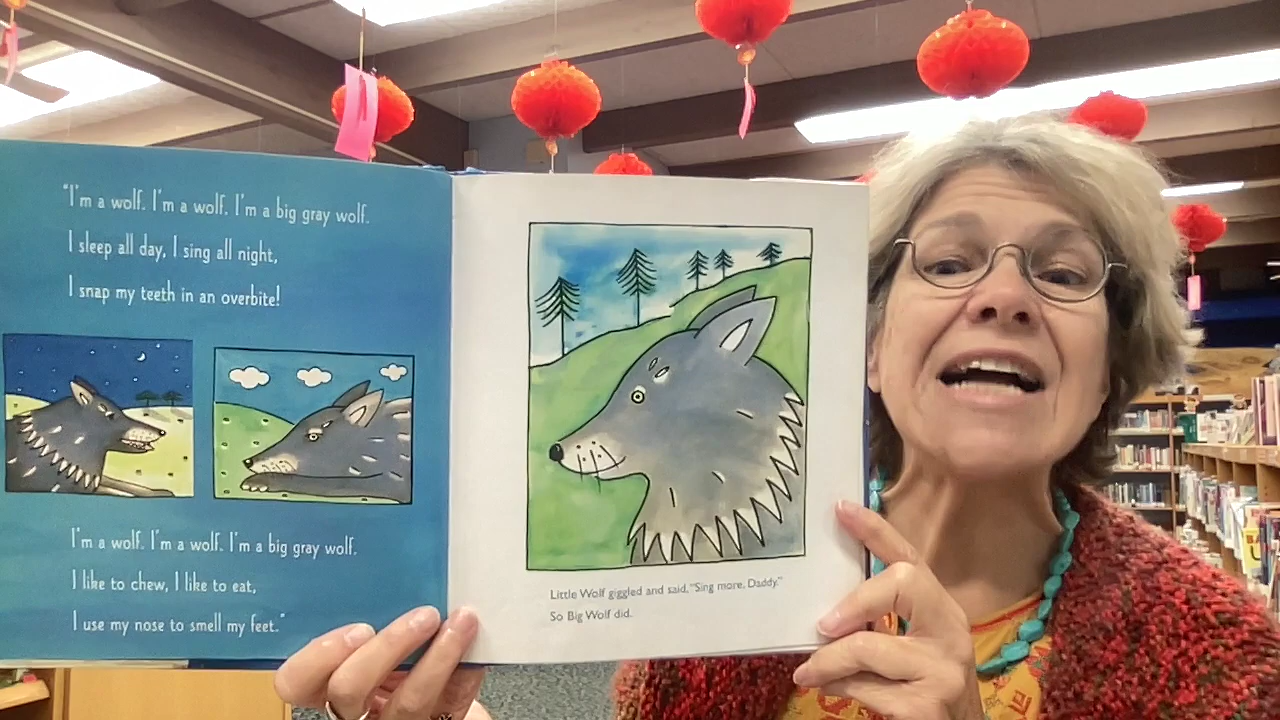 "I'm a wolf. I'm a wolf. I'm a big gray wolf.
I sleep all day, I sing all night,
I snap my teeth in an overbite!
I'm a wolf. I'm a wolf. I'm a big gray wolf.
I like to chew, I like to eat,
I use my nose to smell my feet."
Little Wolf giggled and said, "Sing more, Daddy."
So Big Wolf did.